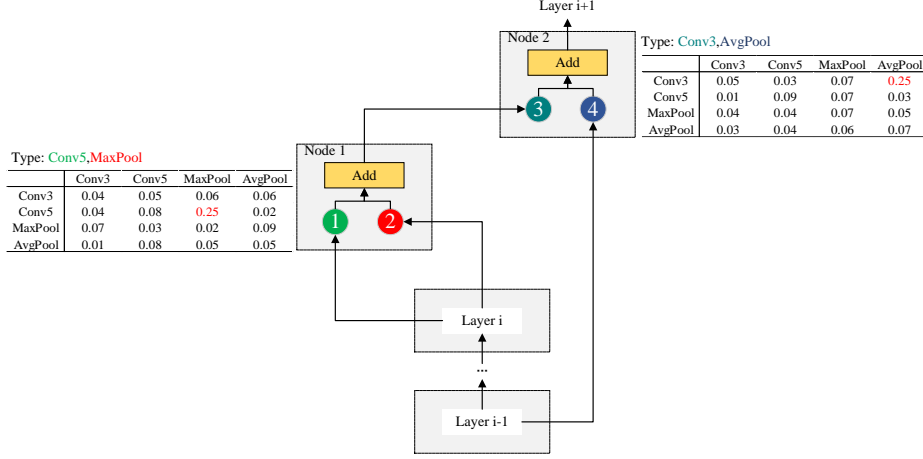 Layer i+1
Node 2
Add
3 4
Type: Conv3,AvgPool
Conv3 Conv5 MaxPool AvgPool
Conv3 0.05 0.03 0.07 0.25
Conv5 0.01 0.09 0.07 0.03
MaxPool 0.04 0.04 0.07 0.05
AvgPool 0.03 0.04 0.06 0.07
Type: Conv5,MaxPool
Conv3 Conv5 MaxPool AvgPool
Conv3 0.04 0.05 0.06 0.06
Conv5 0.04 0.08 0.25 0.02
MaxPool 0.07 0.03 0.02 0.09
AvgPool 0.01 0.08 0.05 0.05
Node 1
Add
1 2
Layer i
...
Layer i-1